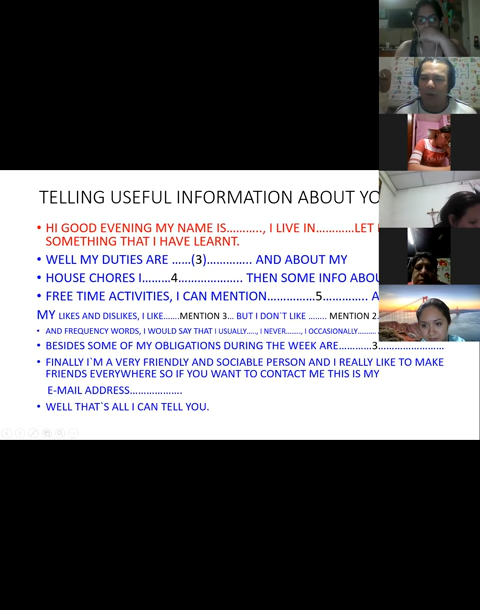 TELLING USEFUL INFORMATION ABOUT YO
• HI GOOD EVENING MY NAME IS……….., I LIVE IN…………LET
SOMETHING THAT I HAVE LEARNT.
• WELL MY DUTIES ARE ……(3)…………. AND ABOUT MY
• HOUSE CHORES I……..4……………….. THEN SOME INFO ABOU
• FREE TIME ACTIVITIES, I CAN MENTION……………5…………..
MY LIKES AND DISLIKES, I LIKE…….MENTION 3… BUT I DON`T LIKE …….. MENTION 2.
• AND FREQUENCY WORDS, I WOULD SAY THAT I USUALLY….., I NEVER…….., I OCCASIONALLY………
• BESIDES SOME OF MY OBLIGATIONS DURING THE WEEK ARE…………3……………………
• FINALLY I`M A VERY FRIENDLY AND SOCIABLE PERSON AND I REALLY LIKE TO MAKE
FRIENDS EVERYWHERE SO IF YOU WANT TO CONTACT ME THIS IS MY
E-MAIL ADDRESS……………….
• WELL THAT`S ALL I CAN TELL YOU.